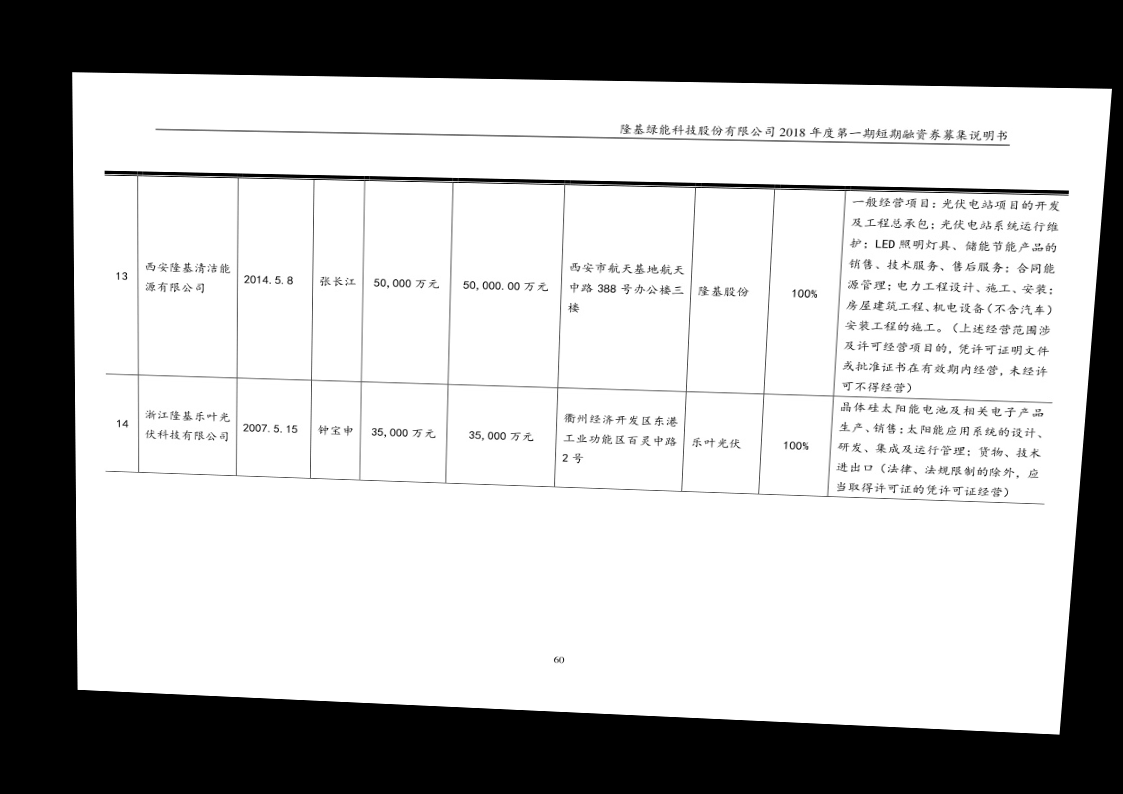 隆基绿能科技股份有限公司 2018 年度第一期短期融资券募集说明书
13
西安隆基清洁能
源有限公司
2014.5.8
张长江
50,000 万元
50,000.00 万元
西安市航天基地航天
中路 388 号办公楼三
楼
隆基股份
100%
一般经营项目：光伏电站项目的开发
及工程总承包；光伏电站系统运行维
护；LED 照明灯具、储能节能产品的
销售、技术服务、售后服务；合同能
源管理；电力工程设计、施工、安装；
房屋建筑工程、机电设备（不含汽车）
安装工程的施工。（上述经营范围涉
及许可经营项目的，凭许可证明文件
或批准证书在有效期内经营，未经许
可不得经营）
14
浙江隆基乐叶光
伏科技有限公司
2007.5.15
钟宝申
35,000 万元
35,000 万元
衢州经济开发区东港
工业功能区百灵中路
2 号
乐叶光伏
100%
晶体硅太阳能电池及相关电子产品
生产、销售；太阳能应用系统的设计、
研发、集成及运行管理；货物、技术
进出口（法律、法规限制的除外，应
当取得许可证的凭许可证经营）
60